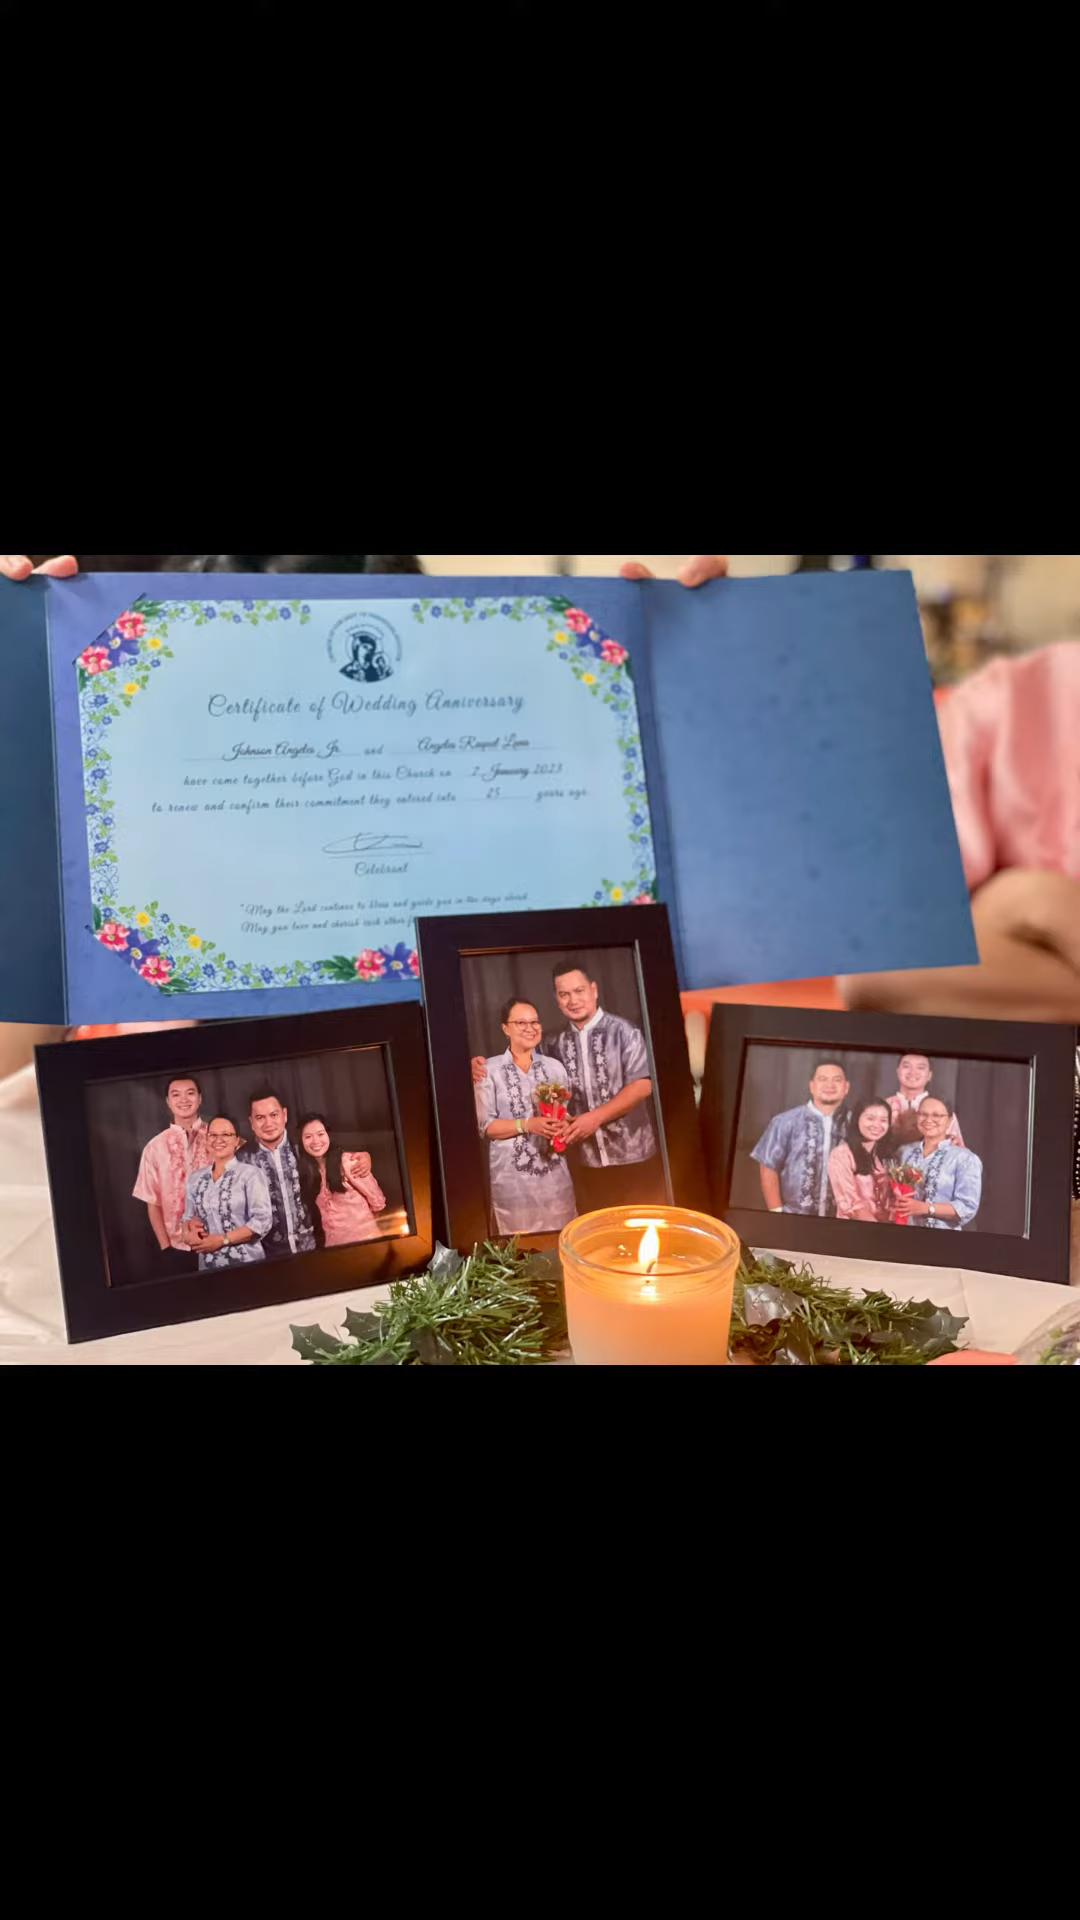 Certificate of Wedding Anniversary
Johnson Angeles Jr. and Angeles Raquel Luna
have come together before God in this Church on 2 January 2023
to renew and confirm their commitment they entered into 25 years ago.
Celebrant
"May the Lord continue to bless and guide you in the days ahead.
May you love and cherish each other